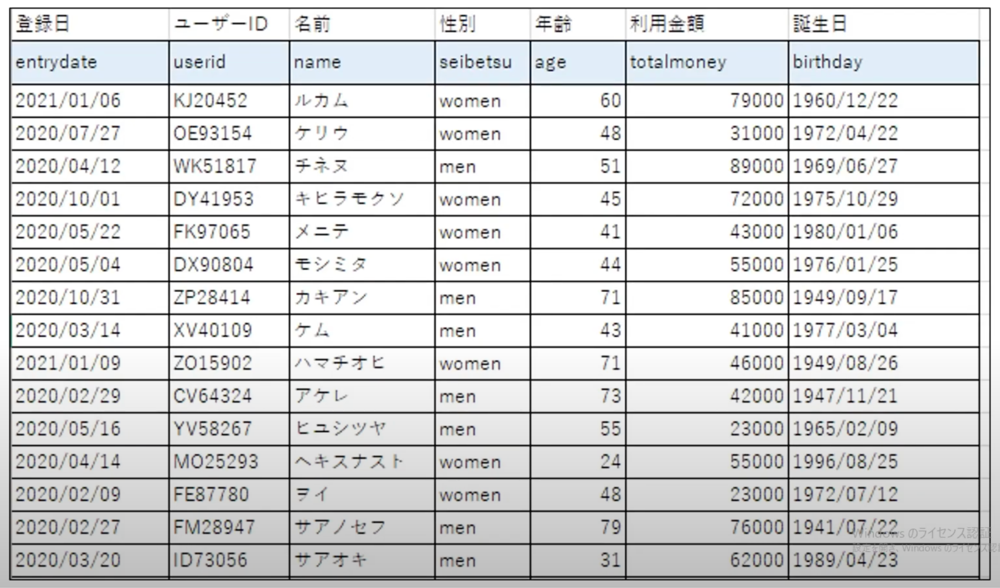 登録日 ユーザーID 名前 性別 年齢 利用金額 誕生日
entrydate userid name seibetsu age totalmoney birthday
2021/01/06 KJ20452 ルカム women 60 79000 1960/12/22
2020/07/27 OE93154 ケリウ women 48 31000 1972/04/22
2020/04/12 WK51817 チネヌ men 51 89000 1969/06/27
2020/10/01 DY41953 キヒラモクソ women 45 72000 1975/10/29
2020/05/22 FK97065 メニテ women 41 43000 1980/01/06
2020/05/04 DX90804 モシミタ women 44 55000 1976/01/25
2020/10/31 ZP28414 カキアン men 71 85000 1949/09/17
2020/03/14 XV40109 ケム men 43 41000 1977/03/04
2021/01/09 ZO15902 ハマチオヒ women 71 46000 1949/08/26
2020/02/29 CV64324 アケレ men 73 42000 1947/11/21
2020/05/16 YV58267 ヒユシツヤ men 55 23000 1965/02/09
2020/04/14 MO25293 ヘキスナスト women 24 55000 1996/08/25
2020/02/09 FE87780 ヲイ women 48 23000 1972/07/12
2020/02/27 FM28947 サアノセフ men 79 76000 1941/07/22
2020/03/20 ID73056 サアオキ men 31 62000 1989/04/23
Windows のライセンス認証
設定を開き、Windows のライセンス認証